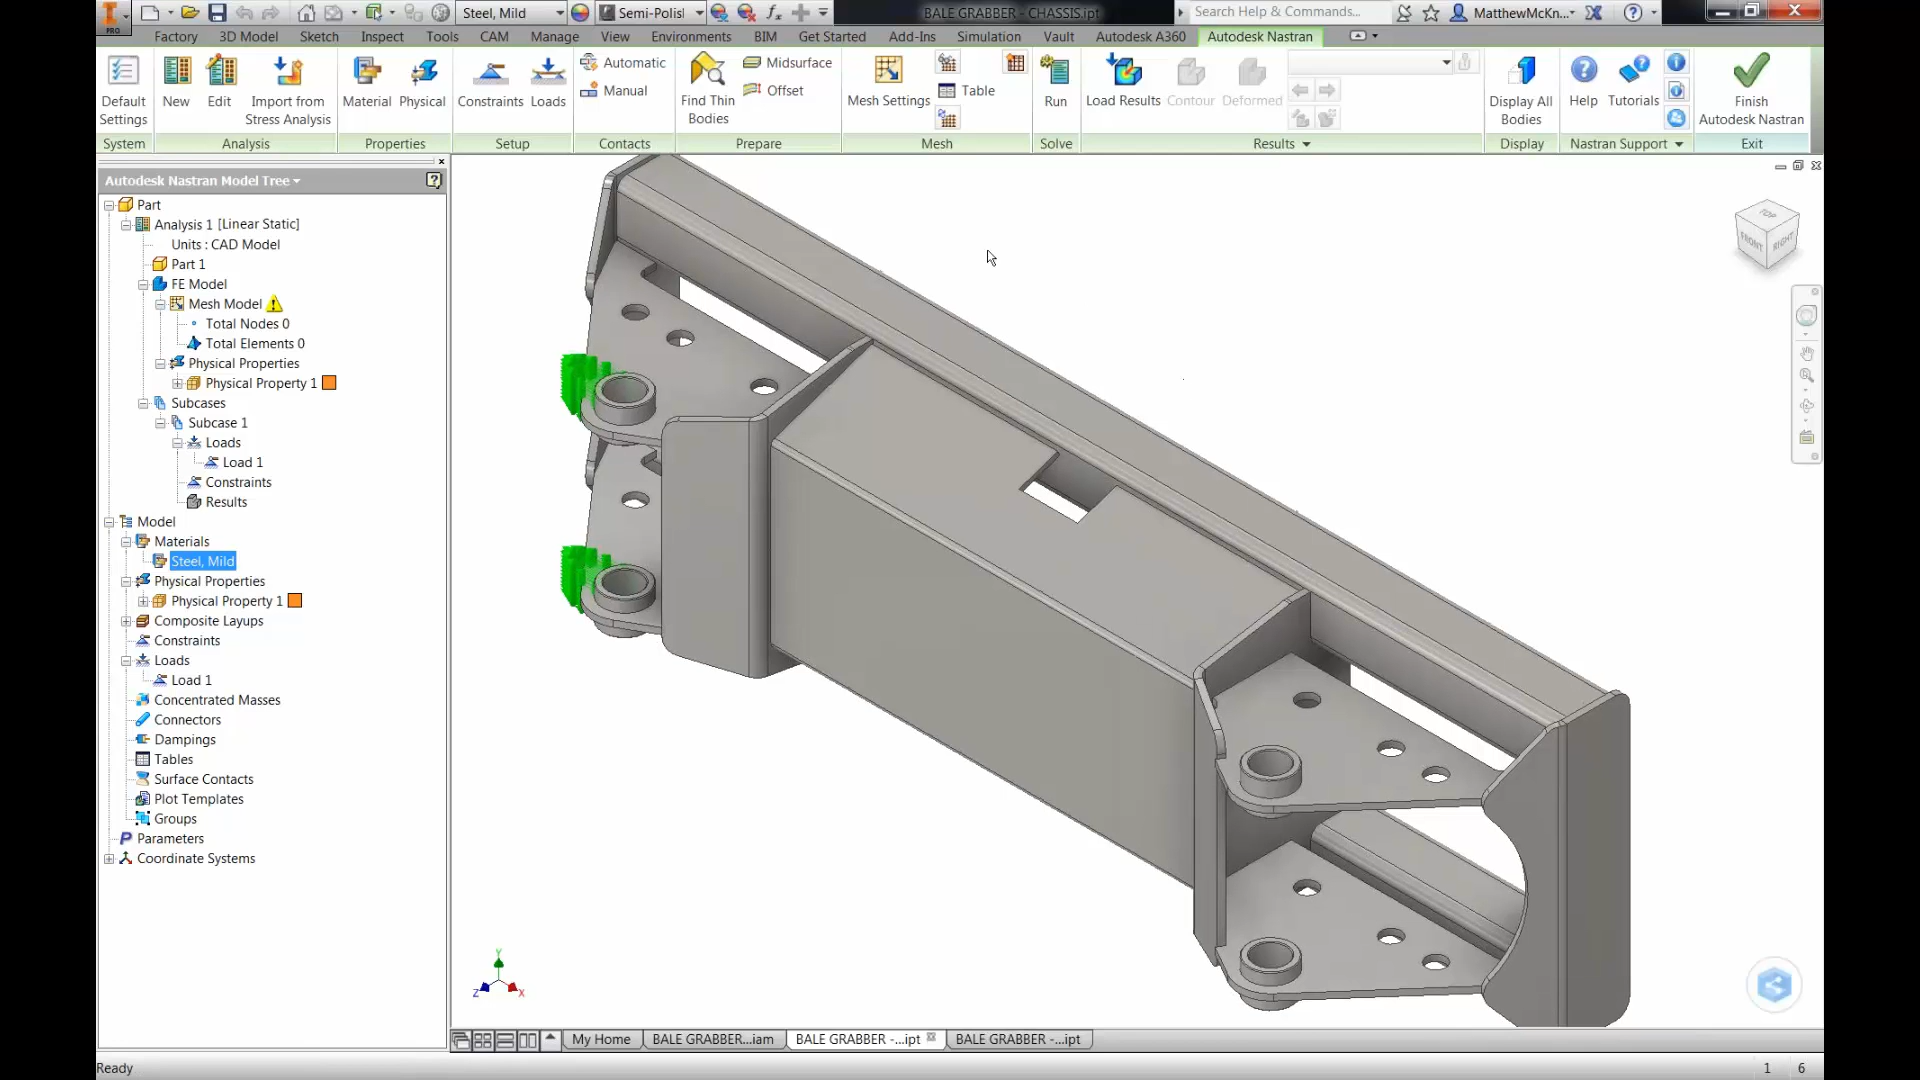 PRO
Steel, Mild
Semi-Polisl
BALE GRABBER - CHASSIS.ipt
Search Help & Commands...
MatthewMcKn...
Factory 3D Model Sketch Inspect Tools CAM Manage View Environments BIM Get Started Add-Ins Simulation Vault Autodesk A360 Autodesk Nastran
Automatic Midsurface
Default Settings
New
Edit
Import from Stress Analysis
Material
Physical
Constraints
Loads
Manual
Find Thin Bodies
Offset
Mesh Settings
Table
Run
Load Results
Contour
Deformed
Display All Bodies
Help
Tutorials
Finish Autodesk Nastran
System Analysis Properties Setup Contacts Prepare Mesh Solve Results Display Nastran Support Exit
Autodesk Nastran Model Tree
Part
Analysis 1 [Linear Static]
Units : CAD Model
Part 1
FE Model
Mesh Model
Total Nodes 0
Total Elements 0
Physical Properties
Physical Property 1
Subcases
Subcase 1
Loads
Load 1
Constraints
Results
Model
Materials
Steel, Mild
Physical Properties
Physical Property 1
Composite Layups
Constraints
Loads
Load 1
Concentrated Masses
Connectors
Dampings
Tables
Surface Contacts
Plot Templates
Groups
Parameters
Coordinate Systems
TOP
FRONT
RIGHT
Y
Z
X
My Home BALE GRABBER...iam BALE GRABBER -...ipt BALE GRABBER -...ipt
Ready
1 6